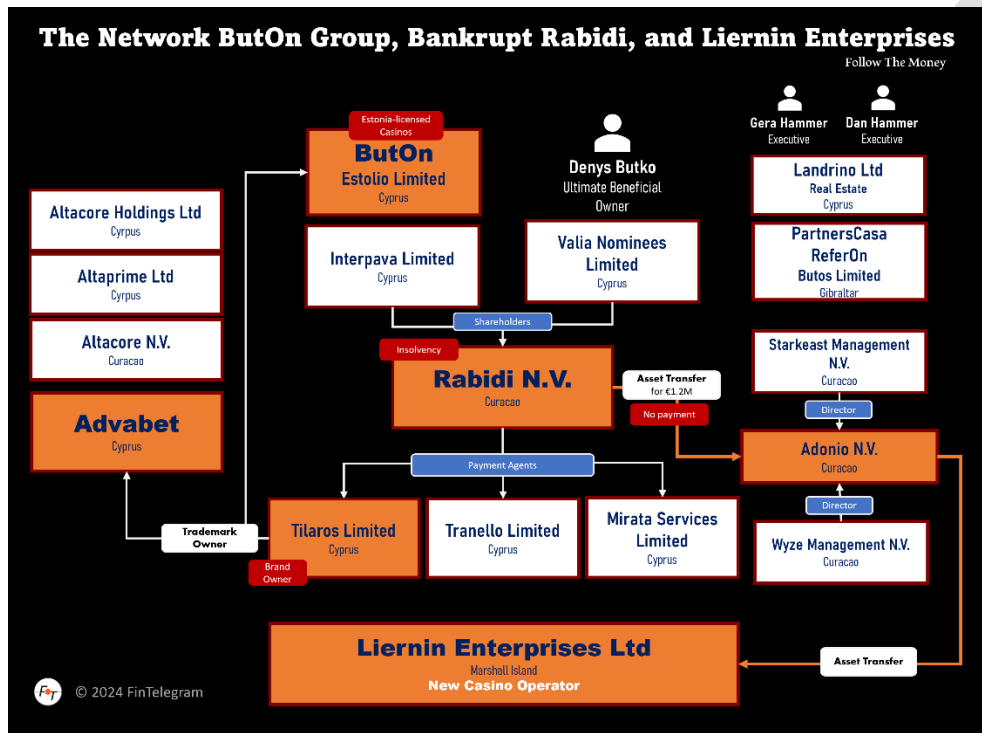 The Network ButOn Group, Bankrupt Rabidi, and Liernin Enterprises
Follow The Money
Estonia-licensed
Casinos
ButOn
Estolio Limited
Cyprus
Denys Butko
Ultimate Beneficial
Owner
Gera Hammer
Executive
Dan Hammer
Executive
Landrino Ltd
Real Estate
Cyprus
PartnersCasa
ReferOn
Butos Limited
Gibraltar
Altacore Holdings Ltd
Cyrpus
Altaprime Ltd
Cyrpus
Altacore N.V.
Curacao
Advabet
Cyprus
Interpava Limited
Cyprus
Valia Nominees
Limited
Cyprus
Shareholders
Insolvency
Rabidi N.V.
Curacao
Asset Transfer
for €1.2M
No payment
Starkeast Management
N.V.
Curacao
Director
Adonio N.V.
Curacao
Director
Wyze Management N.V.
Curacao
Payment Agents
Trademark
Owner
Tilaros Limited
Cyprus
Brand
Owner
Tranello Limited
Cyprus
Mirata Services
Limited
Cyprus
Liernin Enterprises Ltd
Marshall Island
New Casino Operator
Asset Transfer
FT
© 2024 FinTelegram